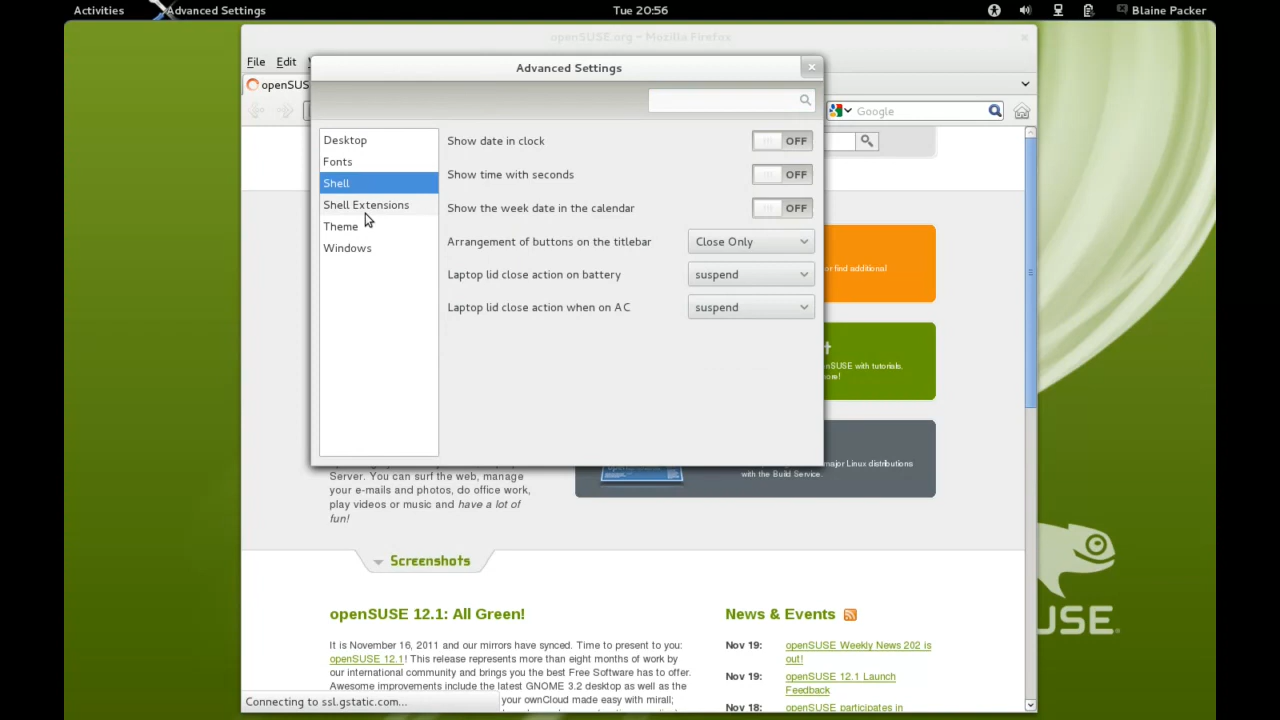 Activities Advanced Settings Tue 20:56 Blaine Packer
openSUSE.org - Mozilla Firefox
File Edit
Advanced Settings
openSUS
Google
Desktop
Fonts
Shell
Shell Extensions
Theme
Windows
Show date in clock OFF
Show time with seconds OFF
Show the week date in the calendar OFF
Arrangement of buttons on the titlebar Close Only
Laptop lid close action on battery suspend
Laptop lid close action when on AC suspend
or find additional
t
nSUSE with tutorials,
ore!
major Linux distributions
with the Build Service.
Server. You can surf the web, manage
your e-mails and photos, do office work,
play videos or music and have a lot of
fun!
Screenshots
openSUSE 12.1: All Green!
It is November 16, 2011 and our mirrors have synced. Time to present to you:
openSUSE 12.1! This release represents more than eight months of work by
our international community and brings you the best Free Software has to offer.
Awesome improvements include the latest GNOME 3.2 desktop as well as the
your ownCloud made easy with mirall;
News & Events
Nov 19: openSUSE Weekly News 202 is
out!
Nov 19: openSUSE 12.1 Launch
Feedback
Nov 18: openSUSE participates in
Connecting to ssl.gstatic.com...
USE